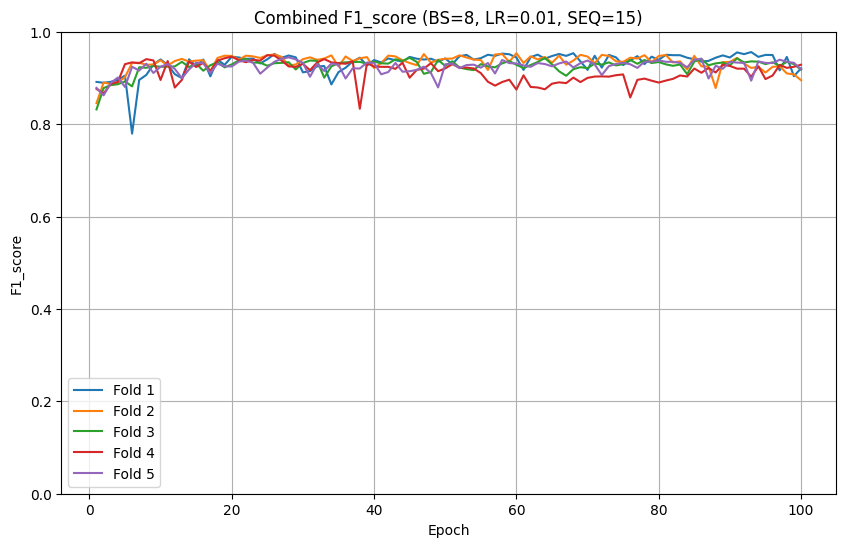 Combined F1_score (BS=8, LR=0.01, SEQ=15)
F1_score
1.0
0.8
0.6
0.4
0.2
0.0
Fold 1
Fold 2
Fold 3
Fold 4
Fold 5
0
20
40
60
80
100
Epoch